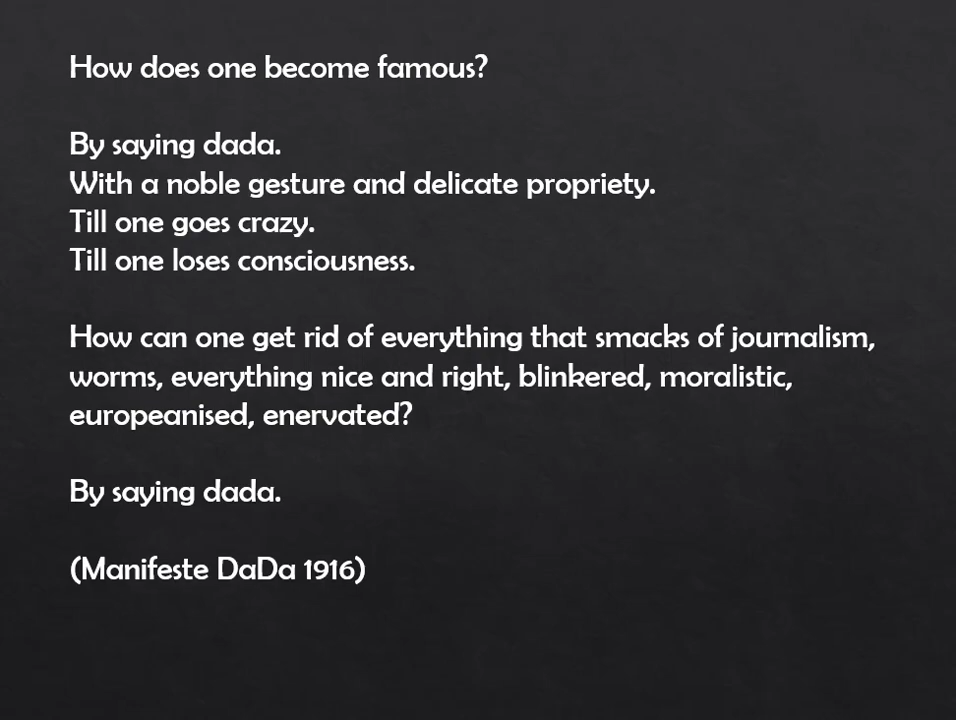 How does one become famous?
By saying dada.
With a noble gesture and delicate propriety.
Till one goes crazy.
Till one loses consciousness.
How can one get rid of everything that smacks of journalism,
worms, everything nice and right, blinkered, moralistic,
europeanised, enervated?
By saying dada.
(Manifeste DaDa 1916)